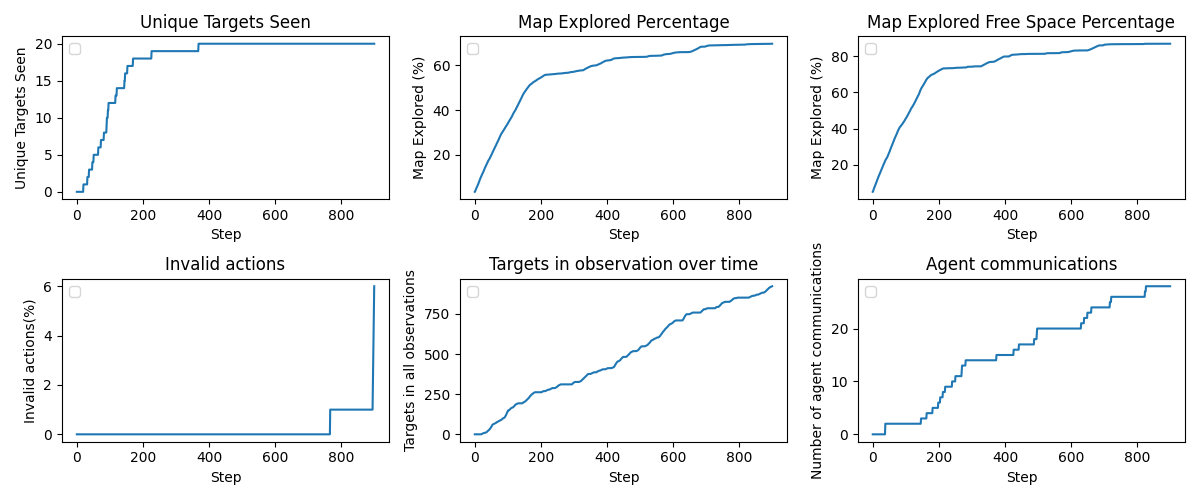 Unique Targets Seen
Map Explored Percentage
Map Explored Free Space Percentage
Unique Targets Seen
20
15
10
5
0
0 200 400 600 800
Step
Map Explored (%)
60
40
20
0 200 400 600 800
Step
Map Explored (%)
80
60
40
20
0 200 400 600 800
Step
Invalid actions
Targets in observation over time
Agent communications
Invalid actions(%)
6
4
2
0
0 200 400 600 800
Step
Targets in all observations
750
500
250
0
0 200 400 600 800
Step
Number of agent communications
20
10
0
0 200 400 600 800
Step